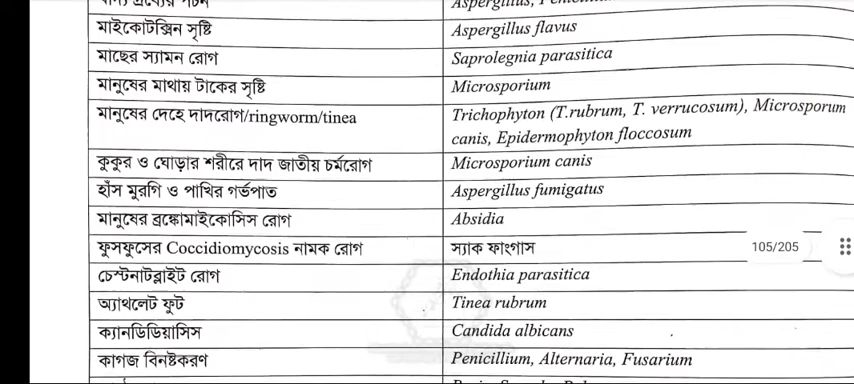 Aspergillus,
মাইকোটক্সিন সৃষ্টি Aspergillus flavus
মাছের স্যামন রোগ Saprolegnia parasitica
মানুষের মাথায় টাকের সৃষ্টি Microsporium
মানুষের দেহে দাদরোগ/ringworm/tinea Trichophyton (T.rubrum, T. verrucosum), Microsporum
canis, Epidermophyton floccosum
কুকুর ও ঘোড়ার শরীরে দাদ জাতীয় চর্মরোগ Microsporium canis
হাঁস মুরগি ও পাখির গর্ভপাত Aspergillus fumigatus
মানুষের ব্রঙ্কোমাইকোসিস রোগ Absidia
ফুসফুসের Coccidiomycosis নামক রোগ স্যাক ফাংগাস 105/205
চেস্টনাটব্লাইট রোগ Endothia parasitica
অ্যাথলেট ফুট Tinea rubrum
ক্যানডিডিয়াসিস Candida albicans
কাগজ বিনষ্টকরণ Penicillium, Alternaria, Fusarium